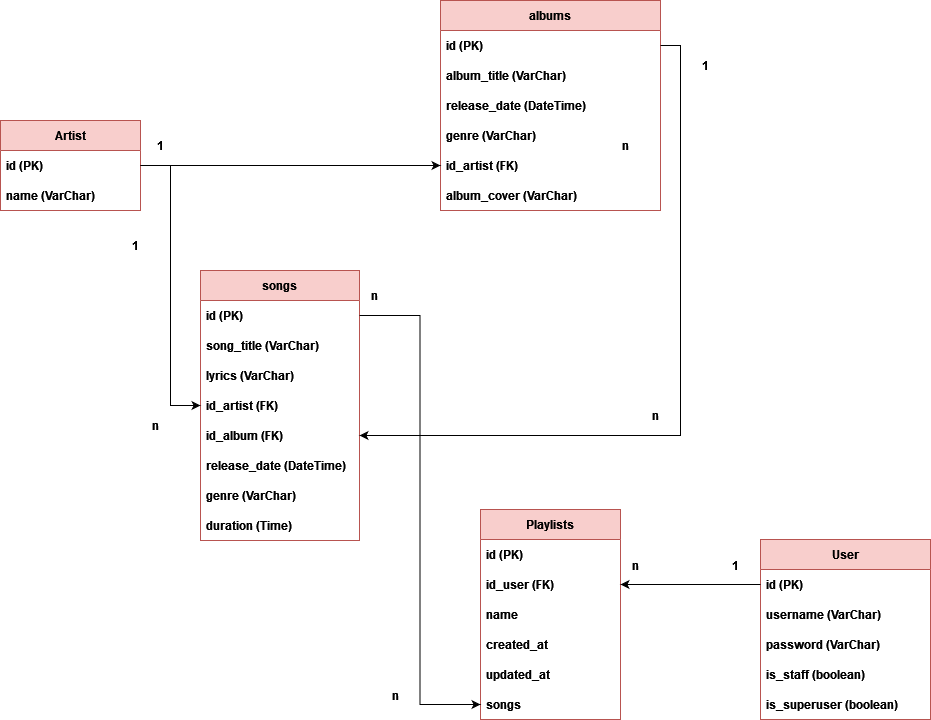 albums
id (PK)
album_title (VarChar)
release_date (DateTime)
genre (VarChar)
id_artist (FK)
album_cover (VarChar)
1
n
Artist
id (PK)
name (VarChar)
1
1
songs
id (PK)
song_title (VarChar)
lyrics (VarChar)
id_artist (FK)
id_album (FK)
release_date (DateTime)
genre (VarChar)
duration (Time)
n
n
n
n
Playlists
id (PK)
id_user (FK)
name
created_at
updated_at
songs
n
1
User
id (PK)
username (VarChar)
password (VarChar)
is_staff (boolean)
is_superuser (boolean)